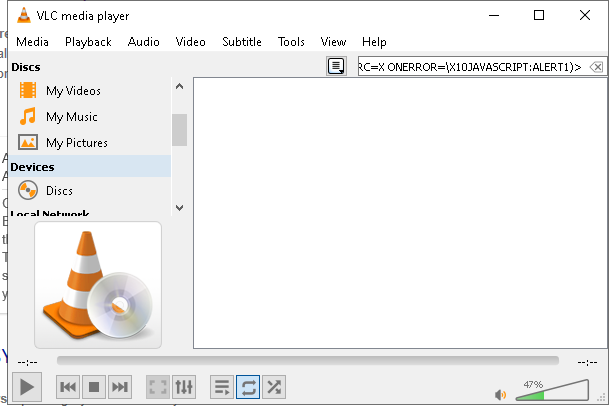 VLC media player
Media Playback Audio Video Subtitle Tools View Help
Discs
RC=X ONERROR=\X10JAVASCRIPT:ALERT1)>
My Videos
My Music
My Pictures
Devices
Discs
Local Network
--:-- --:--
47%